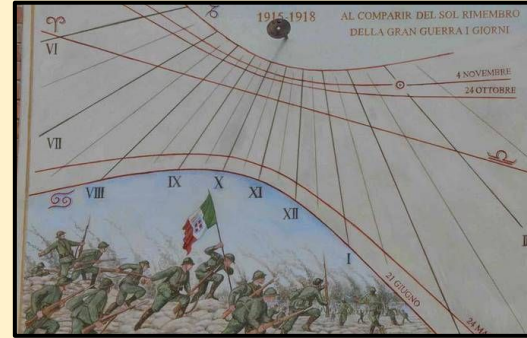 1915-1918
AL COMPARIR DEL SOL RIMEMBRO
DELLA GRAN GUERRA I GIORNI
VI
4 NOVEMBRE
24 OTTOBRE
VII
VIII
IX
X
XI
XII
I
21 GIUGNO